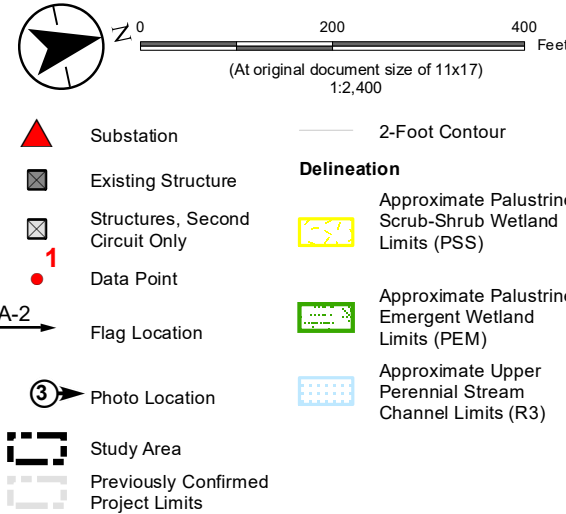 N
0 200 400
Feet
(At original document size of 11x17)
1:2,400
Substation
Existing Structure
Structures, Second
Circuit Only
1
Data Point
A-2
Flag Location
3
Photo Location
Study Area
Previously Confirmed
Project Limits
2-Foot Contour
Delineation
Approximate Palustrine
Scrub-Shrub Wetland
Limits (PSS)
Approximate Palustrine
Emergent Wetland
Limits (PEM)
Approximate Upper
Perennial Stream
Channel Limits (R3)